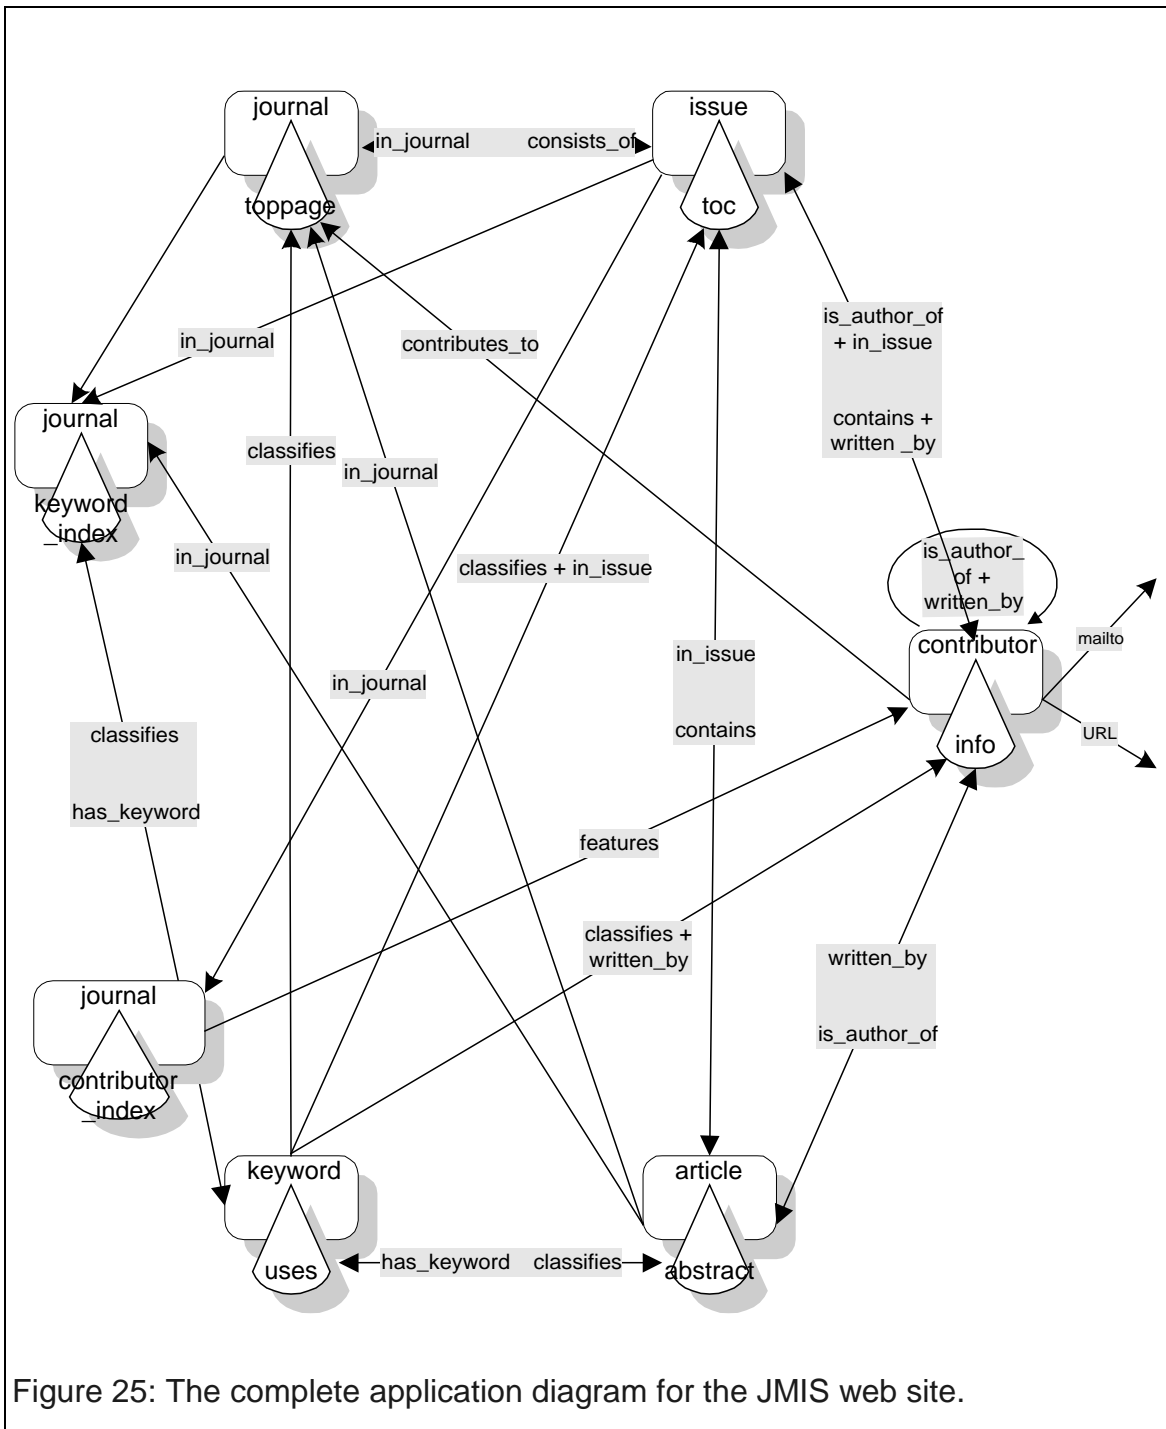 journal
issue
in_journal
consists_of
toppage
toc
is_author_of
+ in_issue
in_journal
contributes_to
journal
contains +
written _by
classifies
in_journal
keyword
_index
in_journal
classifies + in_issue
is_author_
of +
written_by
mailto
contributor
in_issue
in_journal
contains
classifies
URL
info
has_keyword
features
classifies +
written_by
written_by
journal
is_author_of
contributor
_index
keyword
article
has_keyword
classifies
uses
abstract
Figure 25: The complete application diagram for the JMIS web site.